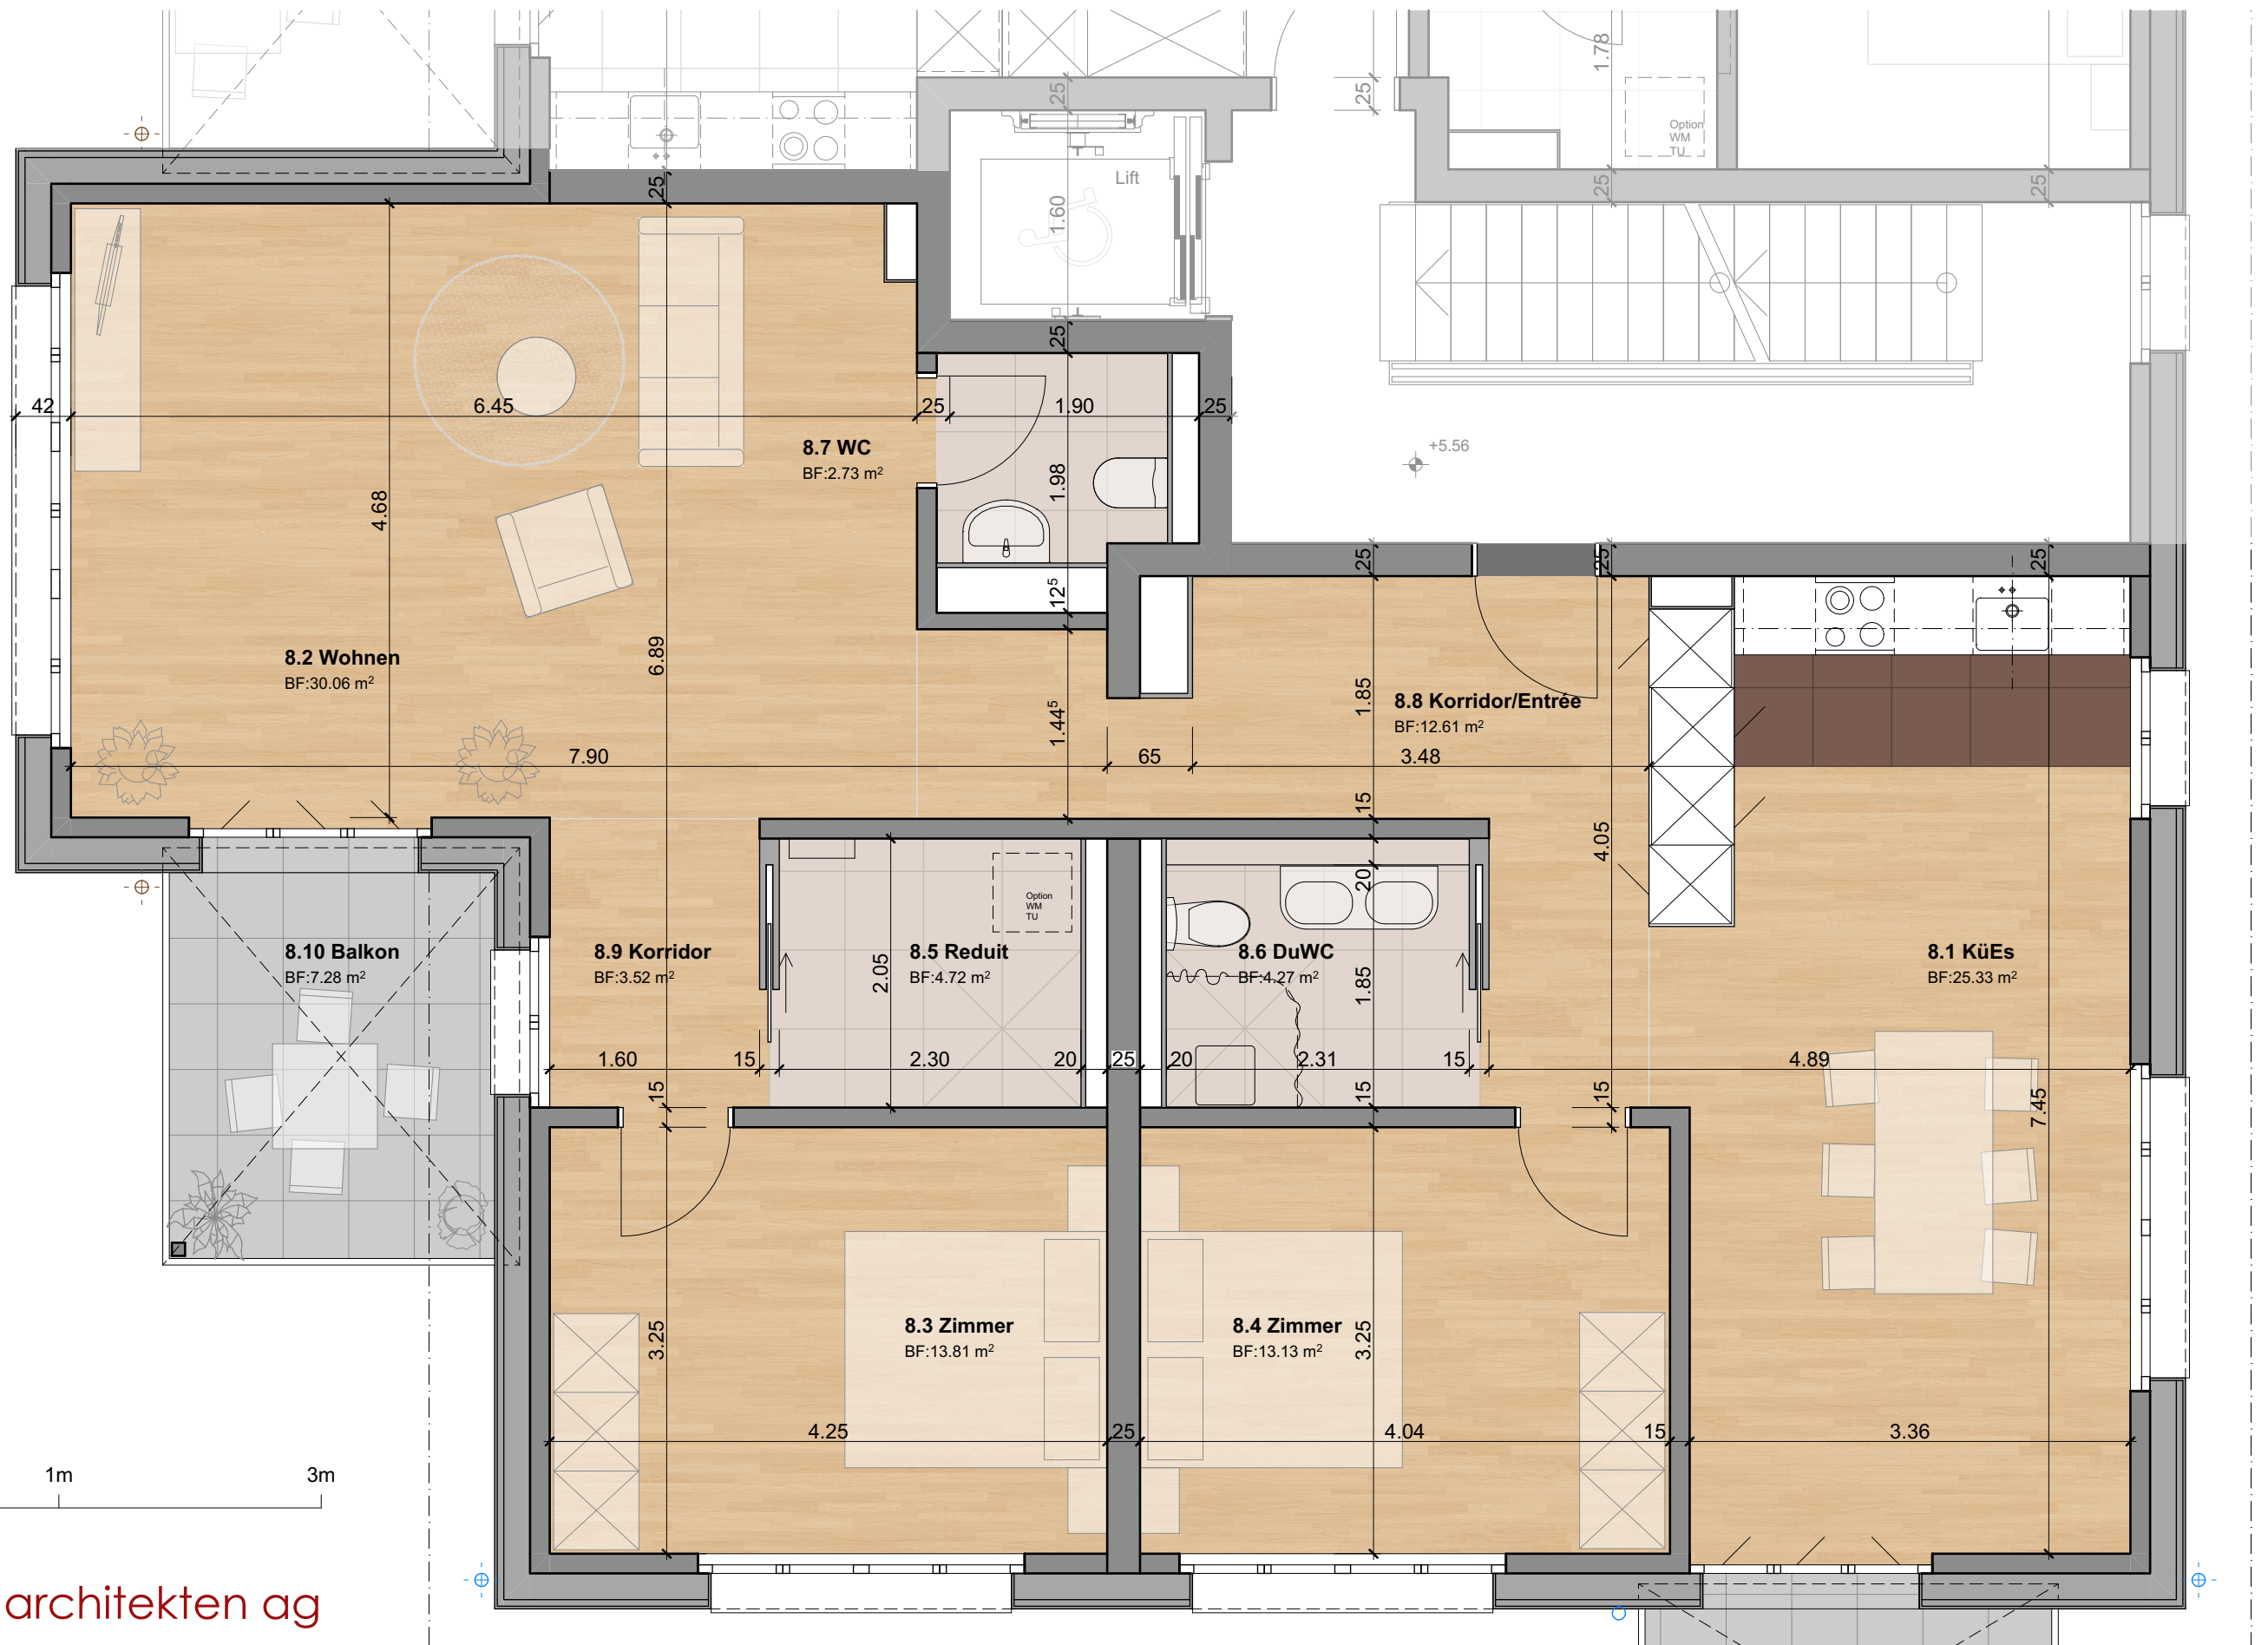 1.78
25
25
Option
WM
TU
25
Lift
1.60
25
25
25
42
6.45
25
1.90
25
8.7 WC
BF:2.73 m²
+5.56
4.68
1.98
25
25
25
12⁵
6.89
8.2 Wohnen
BF:30.06 m²
1.85
8.8 Korridor/Entrée
BF:12.61 m²
1.44⁵
7.90
65
3.48
15
4.05
20
Option
WM
TU
8.10 Balkon
BF:7.28 m²
8.9 Korridor
BF:3.52 m²
2.05
8.5 Reduit
BF:4.72 m²
8.6 DuWC
BF:4.27 m²
1.85
8.1 KüEs
BF:25.33 m²
1.60
15
2.30
20
25
20
2.31
15
4.89
15
15
15
7.45
8.3 Zimmer
BF:13.81 m²
8.4 Zimmer
BF:13.13 m²
3.25
3.25
4.25
25
4.04
15
3.36
1m
3m
architekten ag